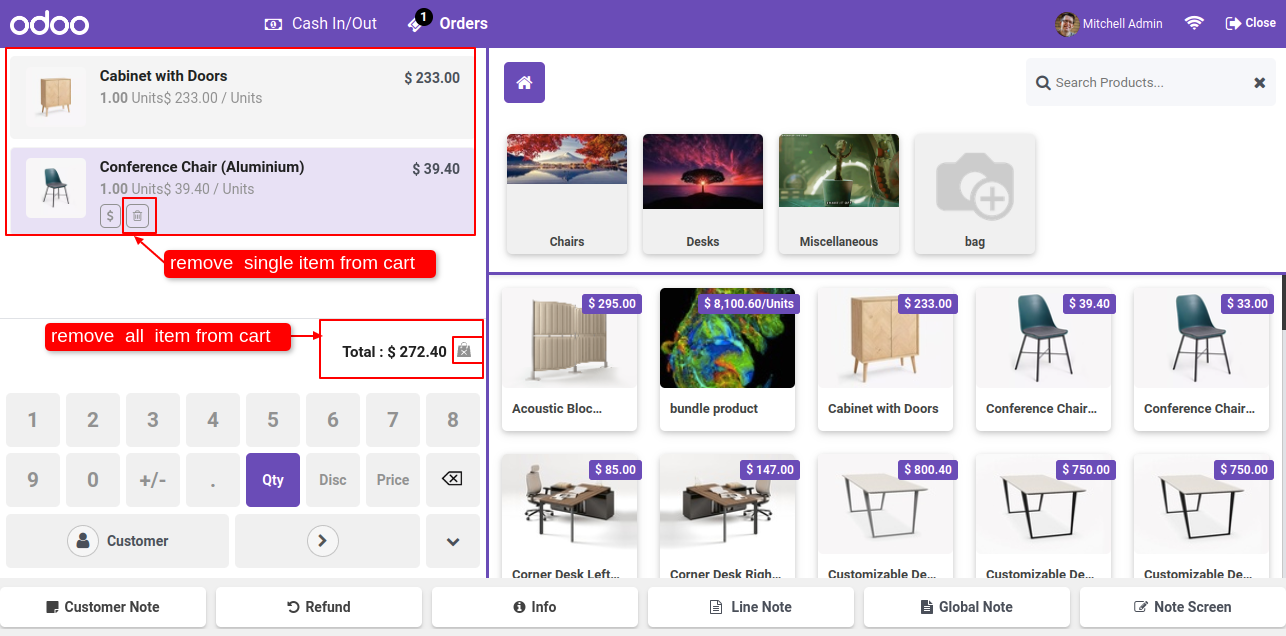 odoo
Cash In/Out
1
Orders
Mitchell Admin
Close
Cabinet with Doors
$ 233.00
1.00 Units$ 233.00 / Units
Conference Chair (Aluminium)
$ 39.40
1.00 Units$ 39.40 / Units
$
remove  single item from cart
remove  all  item from cart
Total : $ 272.40
1
2
3
4
5
6
7
8
9
0
+/-
.
Qty
Disc
Price
Customer
Search Products...
Chairs
Desks
Miscellaneous
bag
$ 295.00
$ 8,100.60/Units
$ 233.00
$ 39.40
$ 33.00
Acoustic Bloc...
bundle product
Cabinet with Doors
Conference Chair...
Conference Chair...
$ 85.00
$ 147.00
$ 800.40
$ 750.00
$ 750.00
Corner Desk Left...
Corner Desk Righ...
Customizable De...
Customizable De...
Customizable De...
Customer Note
Refund
Info
Line Note
Global Note
Note Screen